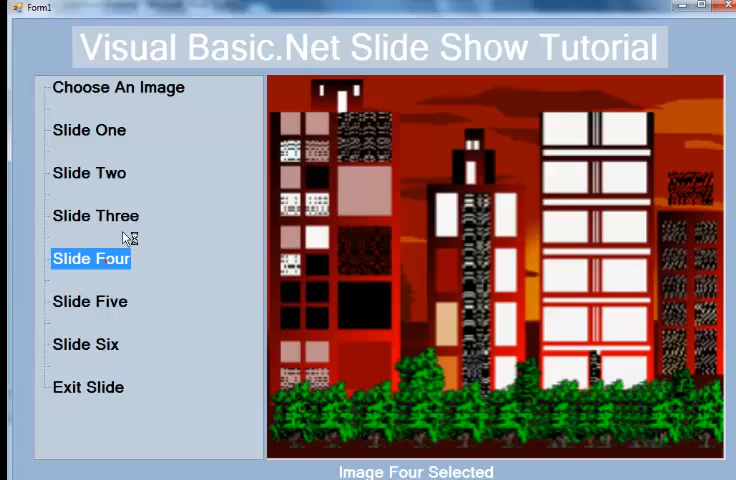 Form1
Visual Basic.Net Slide Show Tutorial
Choose An Image
Slide One
Slide Two
Slide Three
Slide Four
Slide Five
Slide Six
Exit Slide
Image Four Selected